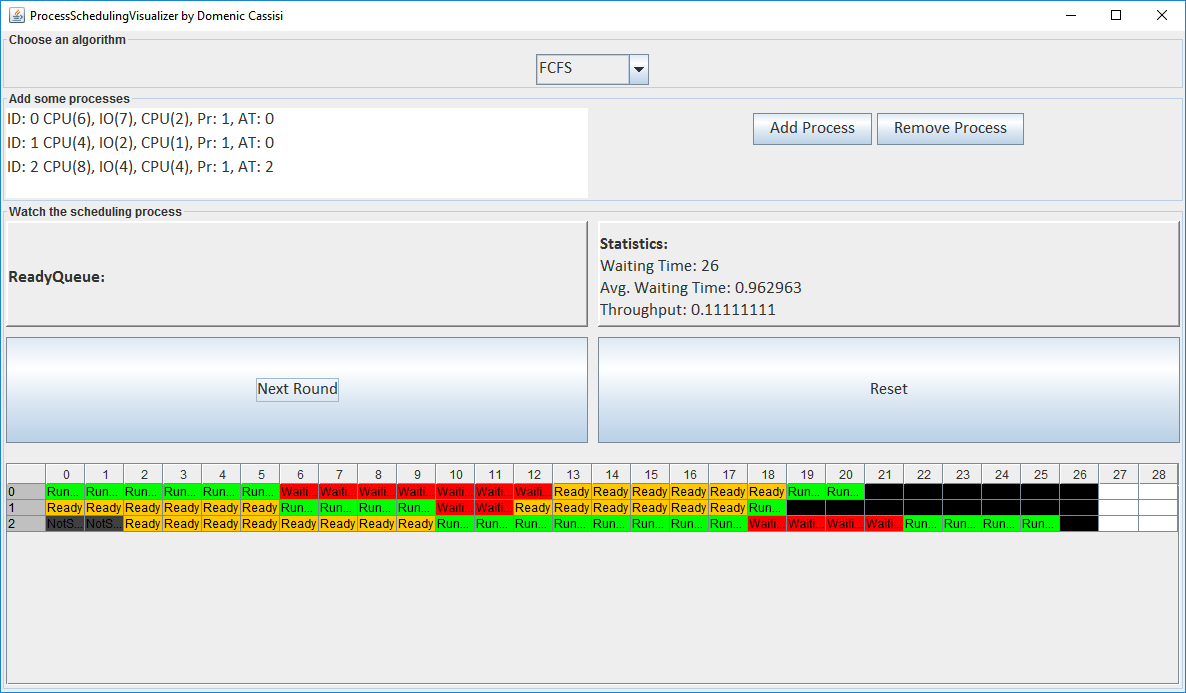 ProcessSchedulingVisualizer by Domenic Cassisi
Choose an algorithm
FCFS
Add some processes
ID: 0 CPU(6), IO(7), CPU(2), Pr: 1, AT: 0
ID: 1 CPU(4), IO(2), CPU(1), Pr: 1, AT: 0
ID: 2 CPU(8), IO(4), CPU(4), Pr: 1, AT: 2
Add Process Remove Process
Watch the scheduling process
ReadyQueue:
Statistics:
Waiting Time: 26
Avg. Waiting Time: 0.962963
Throughput: 0.11111111
Next Round Reset
0 1 2 3 4 5 6 7 8 9 10 11 12 13 14 15 16 17 18 19 20 21 22 23 24 25 26 27 28
0 Run... Run... Run... Run... Run... Run... Waiti... Waiti... Waiti... Waiti... Waiti... Waiti... Waiti... Ready Ready Ready Ready Ready Ready Run... Run...
1 Ready Ready Ready Ready Ready Ready Run... Run... Run... Run... Waiti... Waiti... Ready Ready Ready Ready Ready Ready Run...
2 NotS... NotS... Ready Ready Ready Ready Ready Ready Ready Ready Run... Run... Run... Run... Run... Run... Run... Run... Waiti... Waiti... Waiti... Waiti... Run... Run... Run... Run...